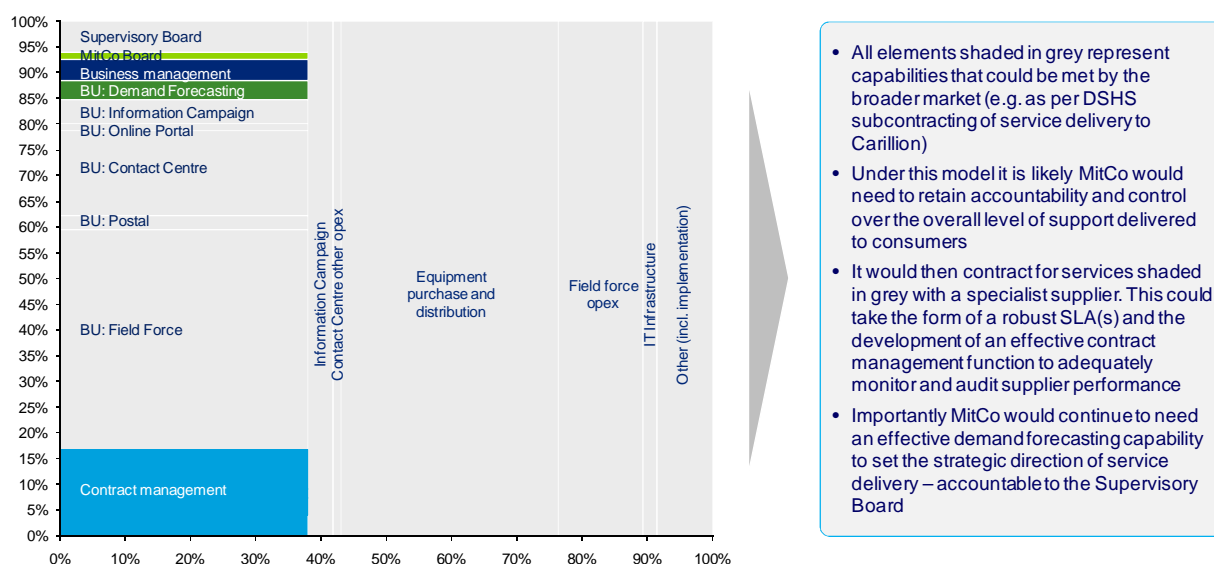 100%
95%
90%
85%
80%
75%
70%
65%
60%
55%
50%
45%
40%
35%
30%
25%
20%
15%
10%
5%
0%
Supervisory Board
MitCo Board
Business management
BU: Demand Forecasting
BU: Information Campaign
BU: Online Portal
BU: Contact Centre
BU: Postal
BU: Field Force
Contract management
Information Campaign
Contact Centre other opex
Equipment
purchase and
distribution
Field force
opex
IT Infrastructure
Other (incl. implementation)
0%
10%
20%
30%
40%
50%
60%
70%
80%
90%
100%
• All elements shaded in grey represent
capabilities that could be met by the
broader market (e.g. as per DSHS
subcontracting of service delivery to
Carillion)
• Under this model it is likely MitCo would
need to retain accountability and control
over the overall level of support delivered
to consumers
• It would then contract for services shaded
in grey with a specialist supplier. This could
take the form of a robust SLA(s) and the
development of an effective contract
management function to adequately
monitor and audit supplier performance
• Importantly MitCo would continue to need
an effective demand forecasting capability
to set the strategic direction of service
delivery – accountable to the Supervisory
Board